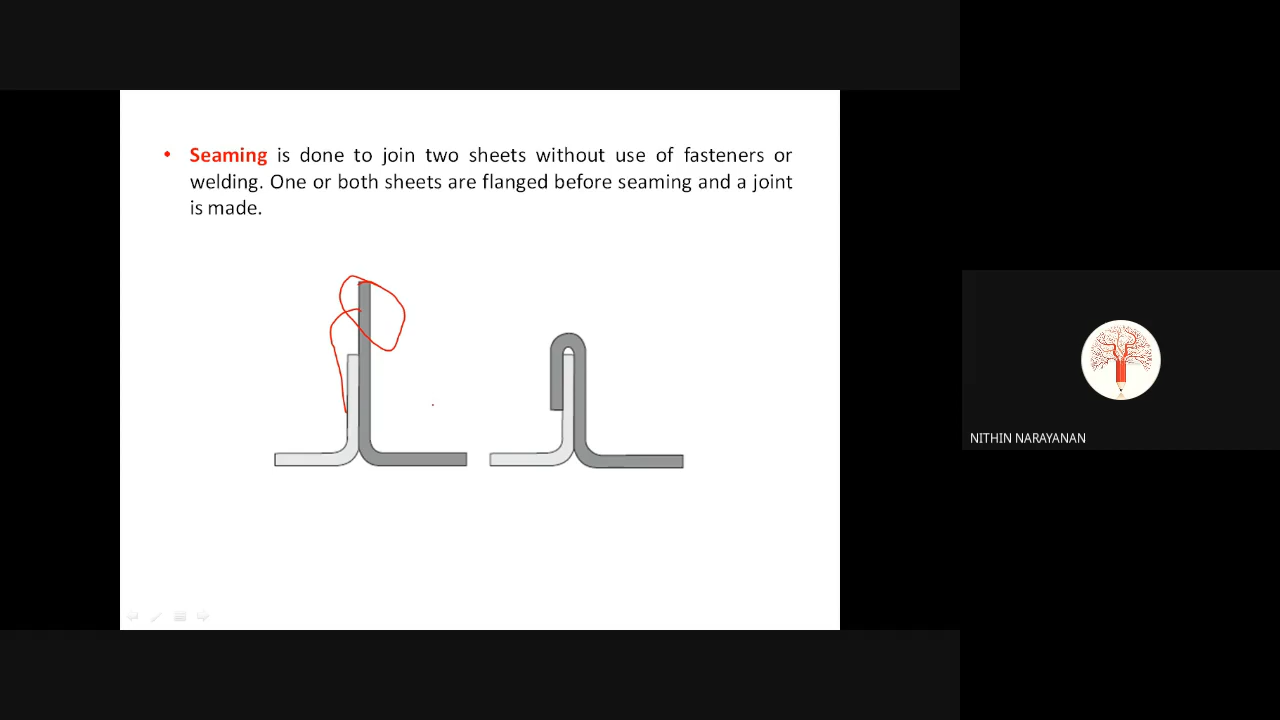 • Seaming is done to join two sheets without use of fasteners or
welding. One or both sheets are flanged before seaming and a joint
is made.
NITHIN NARAYANAN